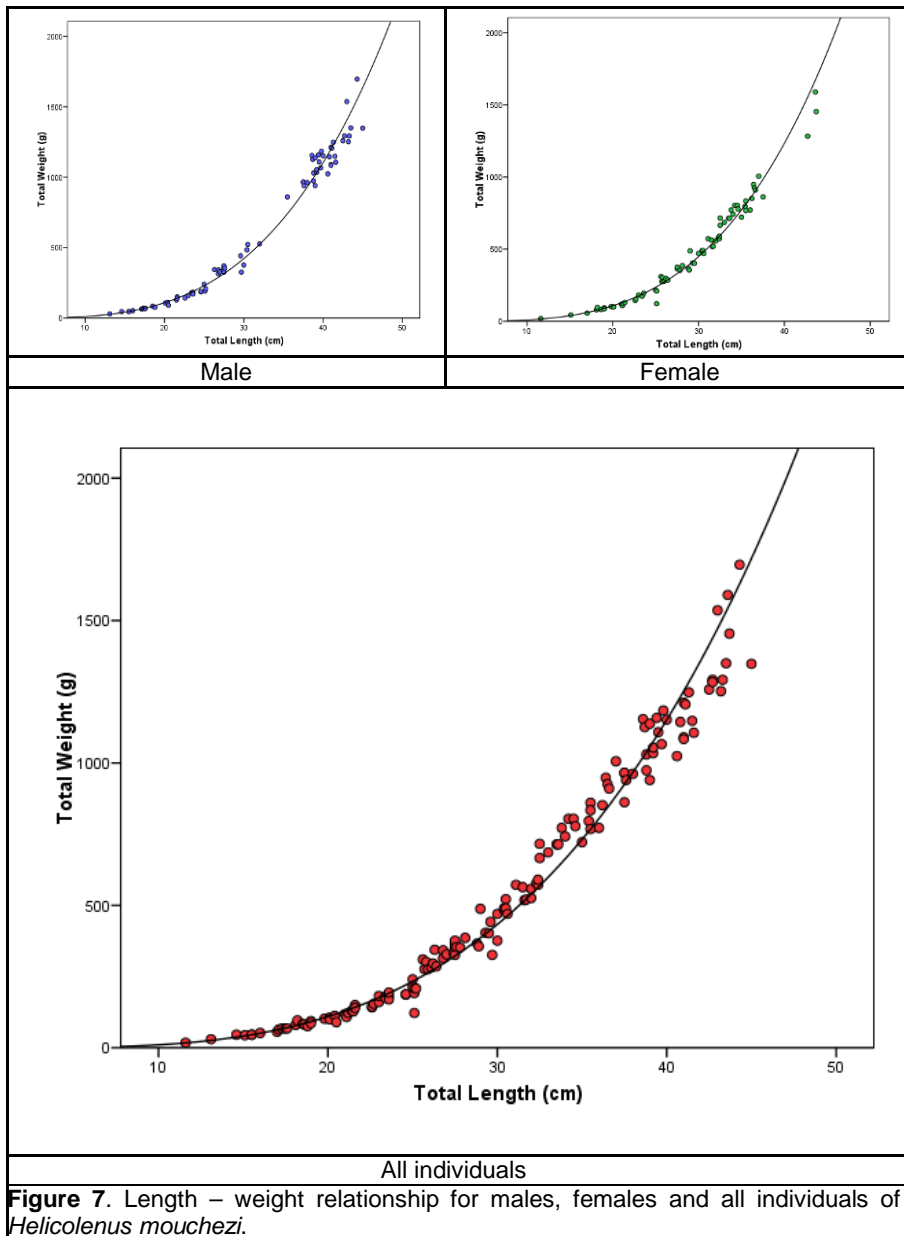 2000
1500
1000
500
0
Total Weight (g)
10 20 30 40 50
Total Length (cm)
2000
1500
1000
500
0
Total Weight (g)
10 20 30 40 50
Total Length (cm)
Male
Female
2000
1500
1000
500
0
Total Weight (g)
10 20 30 40 50
Total Length (cm)
All individuals
Figure 7. Length – weight relationship for males, females and all individuals of
Helicolenus mouchezi.